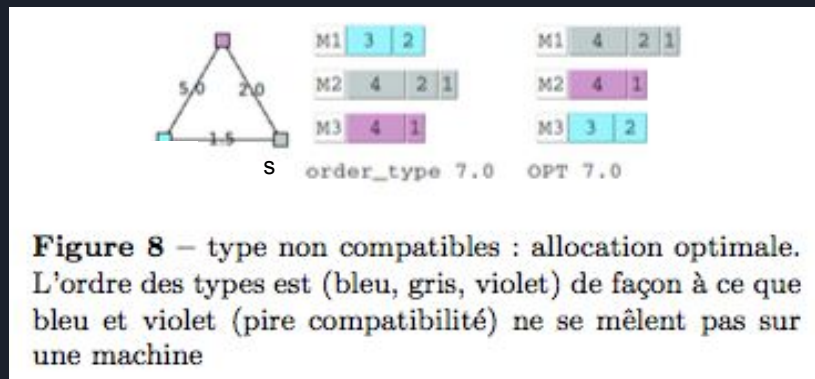 5.0 2.0
1.5
S
M1 3 2
M2 4 2 1
M3 4 1
order_type 7.0
M1 4 2 1
M2 4 1
M3 3 2
OPT 7.0
Figure 8 – type non compatibles : allocation optimale.
L'ordre des types est (bleu, gris, violet) de façon à ce que
bleu et violet (pire compatibilité) ne se mêlent pas sur
une machine